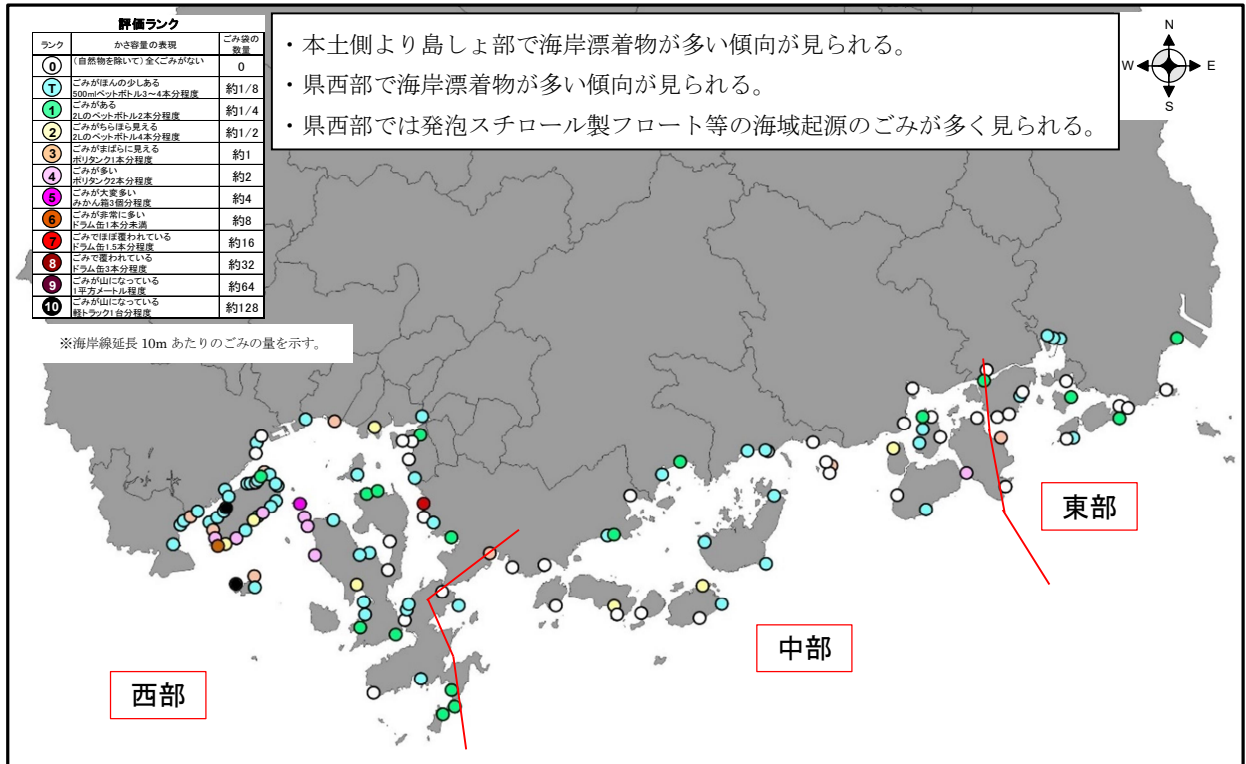 評価ランク
ランク かさ容量の表現 ごみ袋の数量
0 (自然物を除いて)全くごみがない 0
T ごみがほんの少しある 500mlペットボトル3～4本分程度 約1/8
1 ごみがある 2Lのペットボトル2本分程度 約1/4
2 ごみがちらほら見える 2Lのペットボトル4本分程度 約1/2
3 ごみがまばらに見える ポリタンク1本分程度 約1
4 ごみが多い ポリタンク2本分程度 約2
5 ごみが大変多い みかん箱3個分程度 約4
6 ごみが非常に多い ドラム缶1本分未満 約8
7 ごみでほぼ覆われている ドラム缶1.5本分程度 約16
8 ごみで覆われている ドラム缶3本分程度 約32
9 ごみが山になっている 1平方メートル程度 約64
10 ごみが山になっている 軽トラック1台分程度 約128
※海岸線延長 10m あたりのごみの量を示す。
・本土側より島しょ部で海岸漂着物が多い傾向が見られる。
・県西部で海岸漂着物が多い傾向が見られる。
・県西部では発泡スチロール製フロート等の海域起源のごみが多く見られる。
N
W E
S
東部
中部
西部